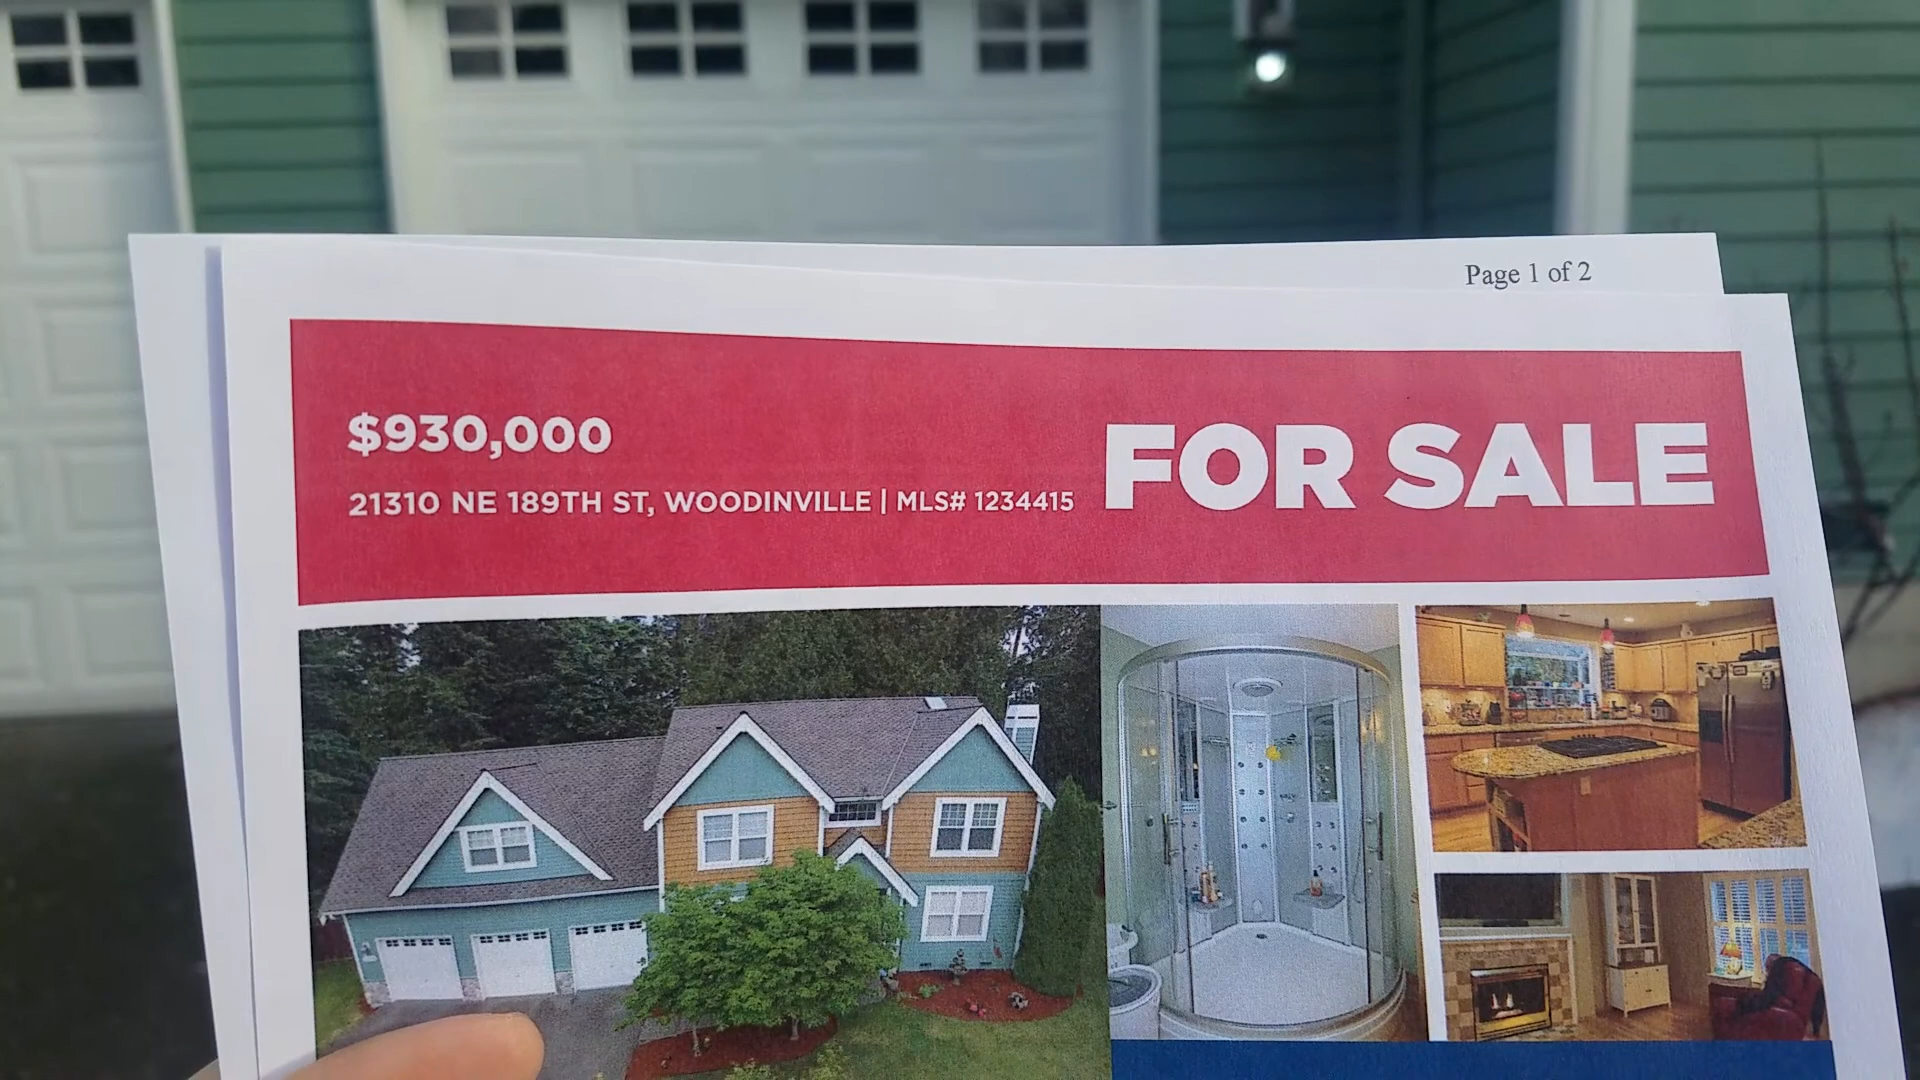 Page 1 of 2
$930,000
FOR SALE
21310 NE 189TH ST, WOODINVILLE | MLS# 1234415